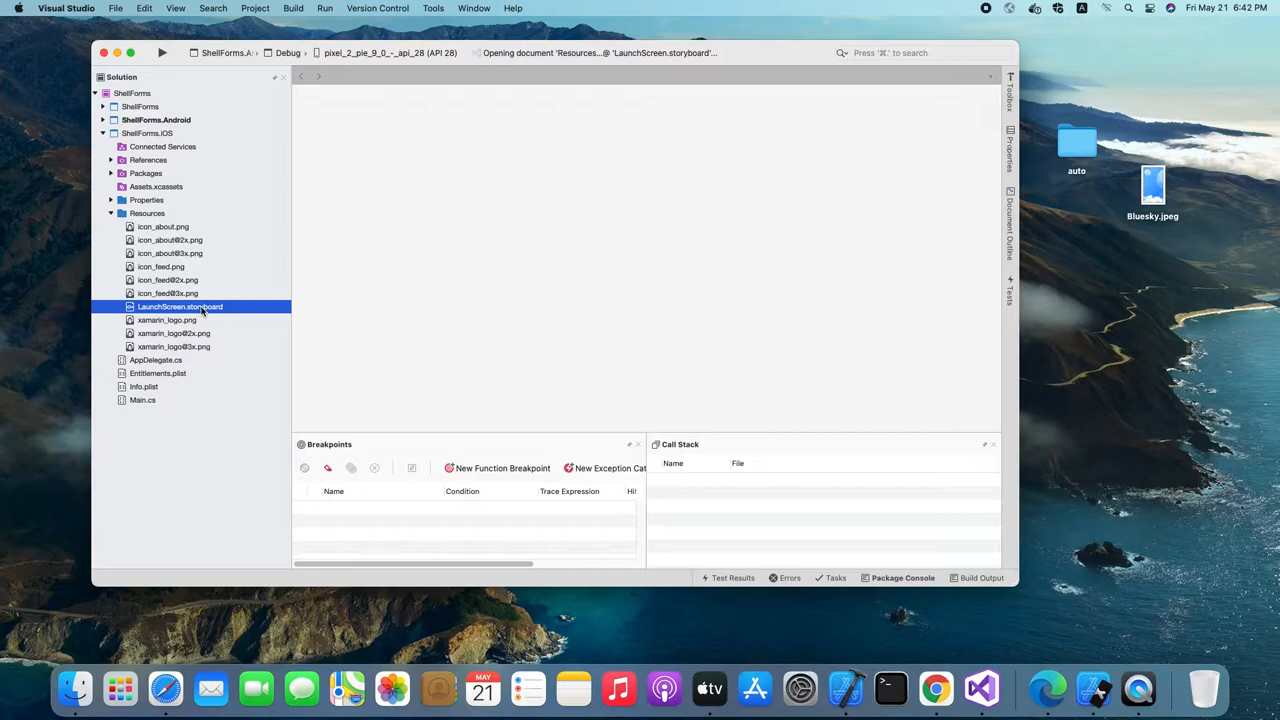 Visual Studio File Edit View Search Project Build Run Version Control Tools Window Help
A
Fri May 21 6:42 PM
ShellForms.A
Debug
pixel_2_pie_9_0_-_api_28 (API 28)
Opening document 'Resources...@ 'LaunchScreen.storyboard'...
Press '⌘.' to search
Solution
ShellForms
ShellForms
ShellForms.Android
ShellForms.iOS
Connected Services
References
Packages
Assets.xcassets
Properties
Resources
icon_about.png
icon_about@2x.png
icon_about@3x.png
icon_feed.png
icon_feed@2x.png
icon_feed@3x.png
LaunchScreen.storyboard
xamarin_logo.png
xamarin_logo@2x.png
xamarin_logo@3x.png
AppDelegate.cs
Entitlements.plist
Info.plist
Main.cs
Toolbox
Properties
Document Outline
Tests
auto
Bluesky.jpeg
Breakpoints
New Function Breakpoint
New Exception Cat
Name Condition Trace Expression Hit
Call Stack
Name File
Test Results
Errors
Tasks
Package Console
Build Output
MAY
21
tv